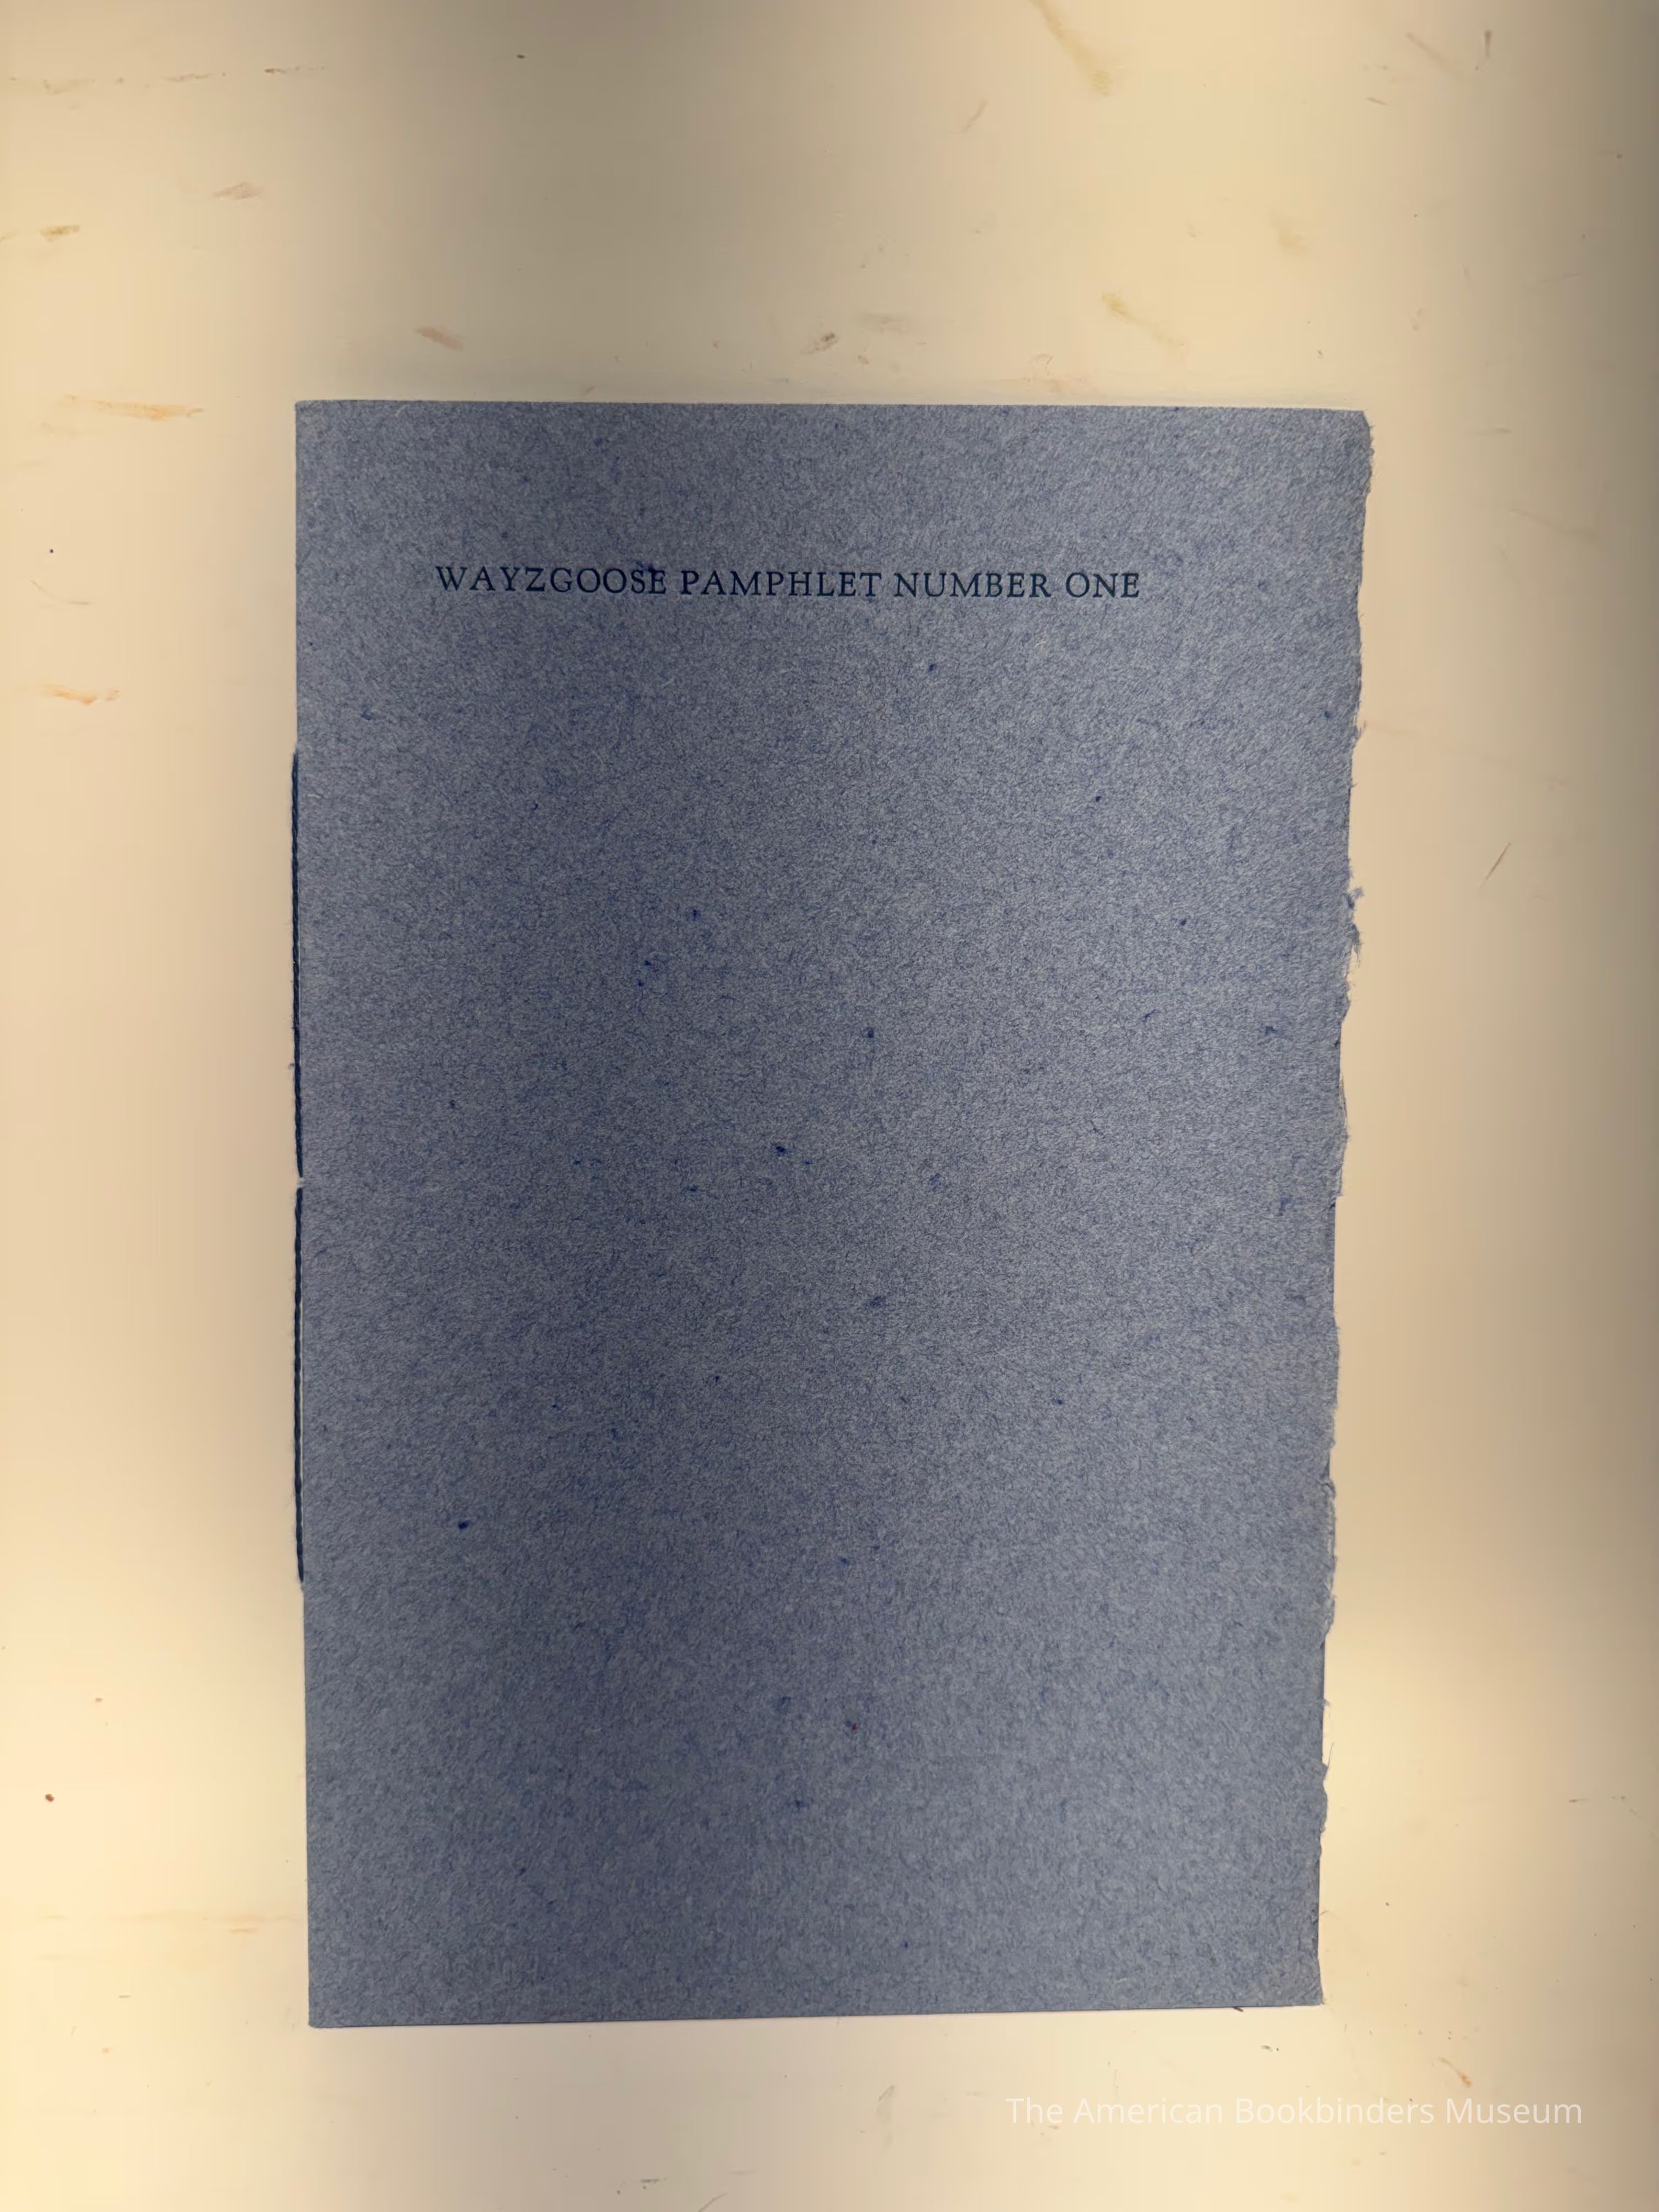 WAYZGOOSE PAMPHLET NUMBER ONE
The American Bookbinders Museum